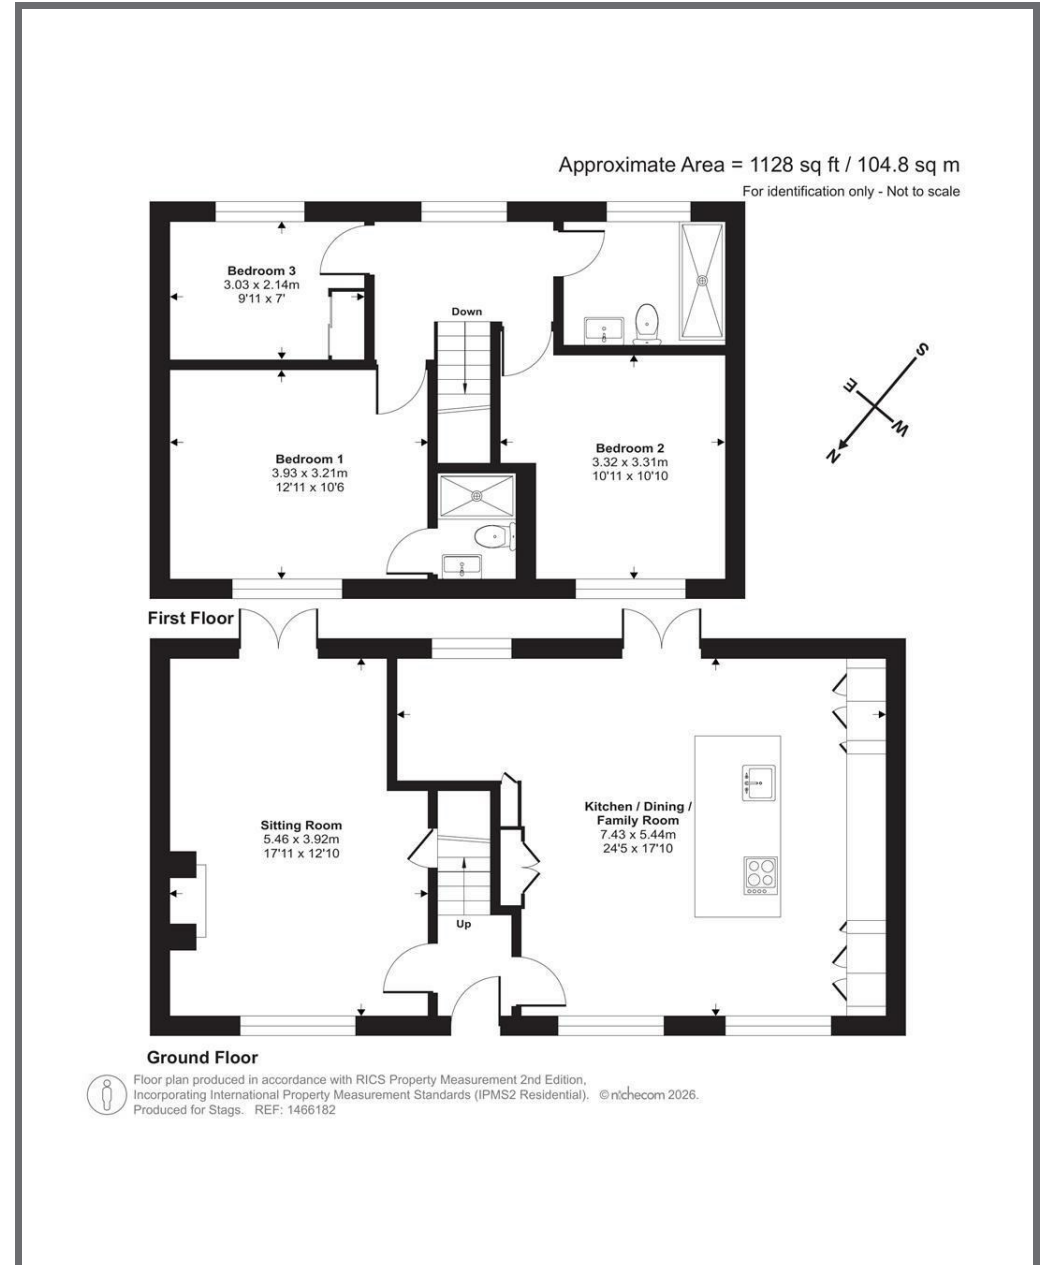 Approximate Area = 1128 sq ft / 104.8 sq m
For identification only - Not to scale
Bedroom 3
3.03 x 2.14m
9'11 x 7'
Down
Bedroom 1
3.93 x 3.21m
12'11 x 10'6
Bedroom 2
3.32 x 3.31m
10'11 x 10'10
S
E
W
N
First Floor
Sitting Room
5.46 x 3.92m
17'11 x 12'10
Kitchen / Dining /
Family Room
7.43 x 5.44m
24'5 x 17'10
Up
Ground Floor
Floor plan produced in accordance with RICS Property Measurement 2nd Edition,
Incorporating International Property Measurement Standards (IPMS2 Residential). © nichecom 2026.
Produced for Stags. REF: 1466182